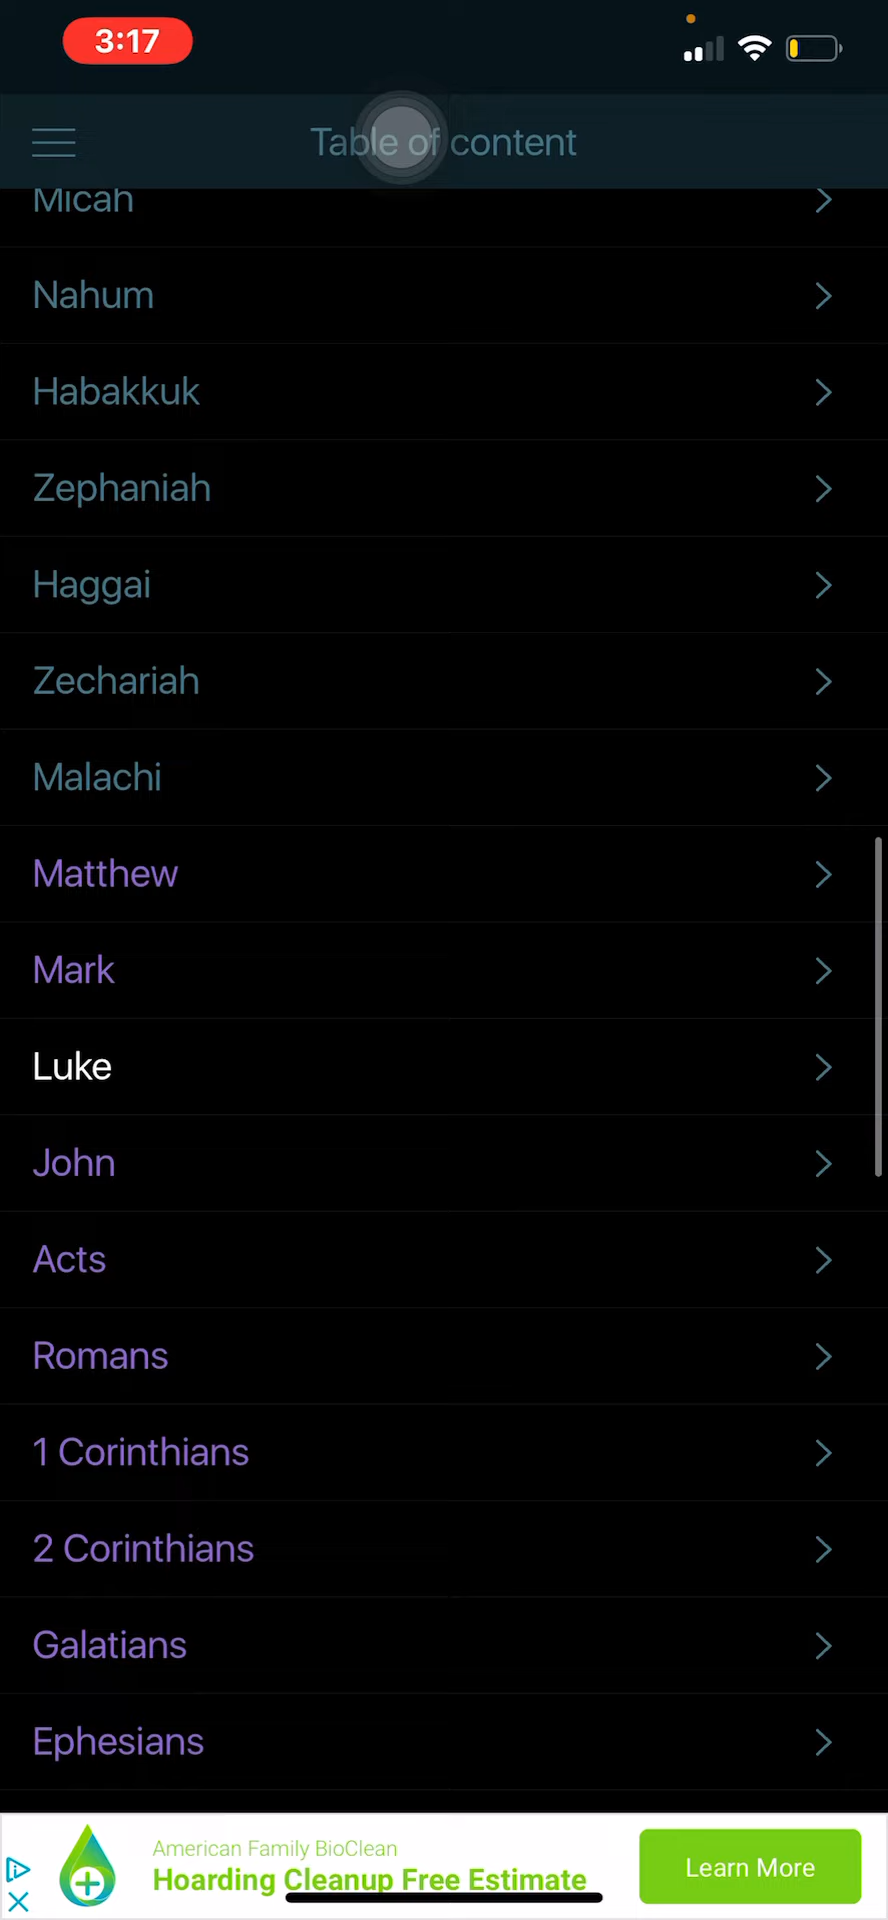 3:17
Table of content
Micah
Nahum
Habakkuk
Zephaniah
Haggai
Zechariah
Malachi
Matthew
Mark
Luke
John
Acts
Romans
1 Corinthians
2 Corinthians
Galatians
Ephesians
American Family BioClean
Hoarding Cleanup Free Estimate
Learn More